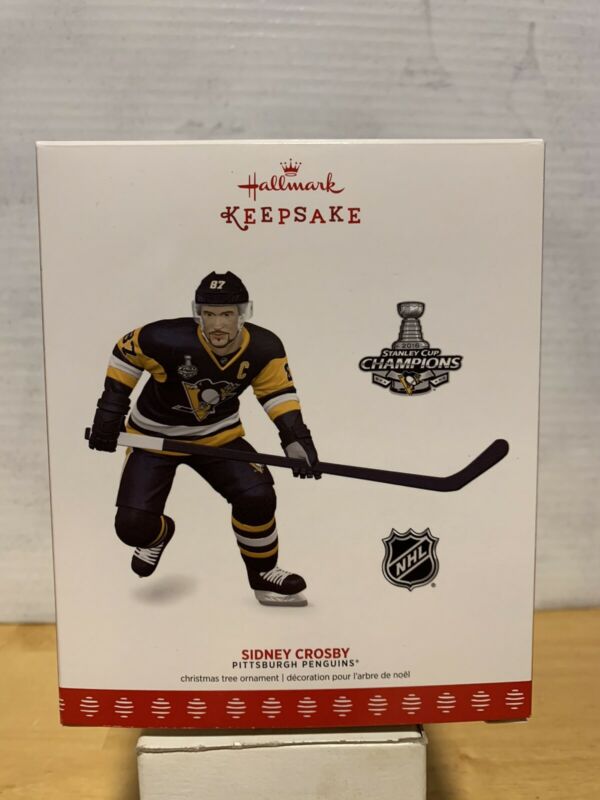 Hallmark
KEEPSAKE
87
87
C
2016
STANLEY CUP
CHAMPIONS
NHL
®
SIDNEY CROSBY
PITTSBURGH PENGUINS®
christmas tree ornament | décoration pour l'arbre de noël